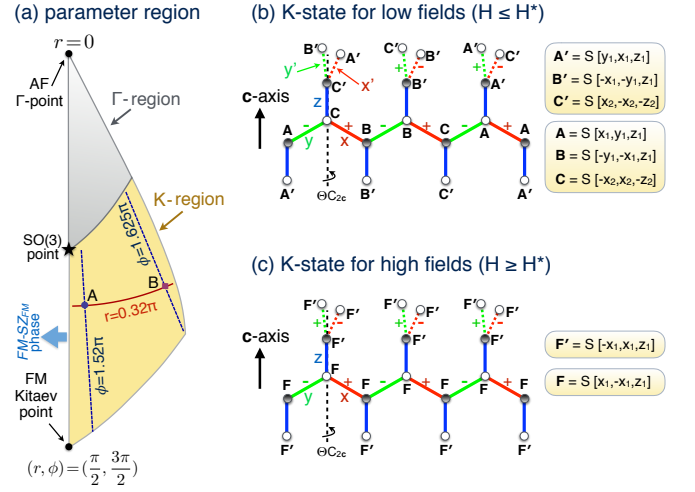 (a) parameter region
r=0
AF
Γ-point
Γ-region
K-region
SO(3)
point
ϕ=1.625π
A
B
r=0.32π
FM-SZ_FM
phase
ϕ=1.52π
FM
Kitaev
point
(r, ϕ) = (π/2, 3π/2)
(b) K-state for low fields (H ≤ H*)
B′ A′ C′ B′ A′ C′
y′ x′ + - + -
c-axis
z C′ B′ A′
A C B B C A A
- + - + - +
y x
A′ B′ C′ A′
ΘC2c
A′ = S [y₁,x₁,z₁]
B′ = S [-x₁,-y₁,z₁]
C′ = S [x₂,-x₂,-z₂]
A = S [x₁,y₁,z₁]
B = S [-y₁,-x₁,z₁]
C = S [-x₂,x₂,-z₂]
(c) K-state for high fields (H ≥ H*)
F′ F′ F′ F′ F′ F′
+ - + - + -
c-axis
z F′ F′ F′
F F F F F F F
- + - + - +
y x
F′ F′ F′ F′
ΘC2c
F′ = S [-x₁,x₁,z₁]
F = S [x₁,-x₁,z₁]